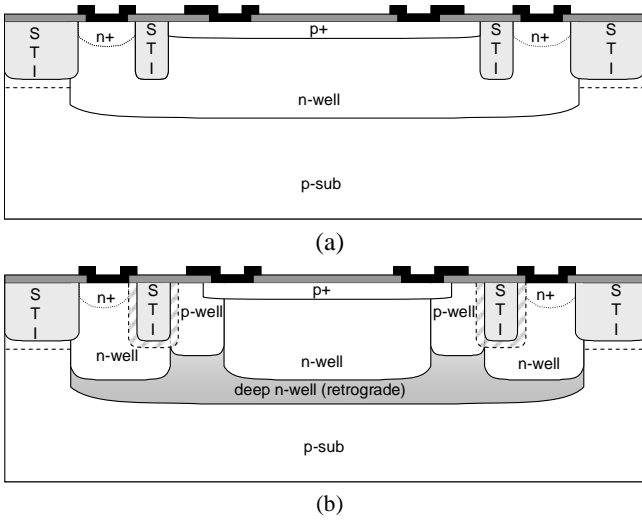 S T I
n+
S T I
p+
S T I
n+
S T I
n-well
p-sub
(a)
S T I
n+
S T I
p-well
p+
p-well
S T I
n+
S T I
n-well
n-well
n-well
deep n-well (retrograde)
p-sub
(b)